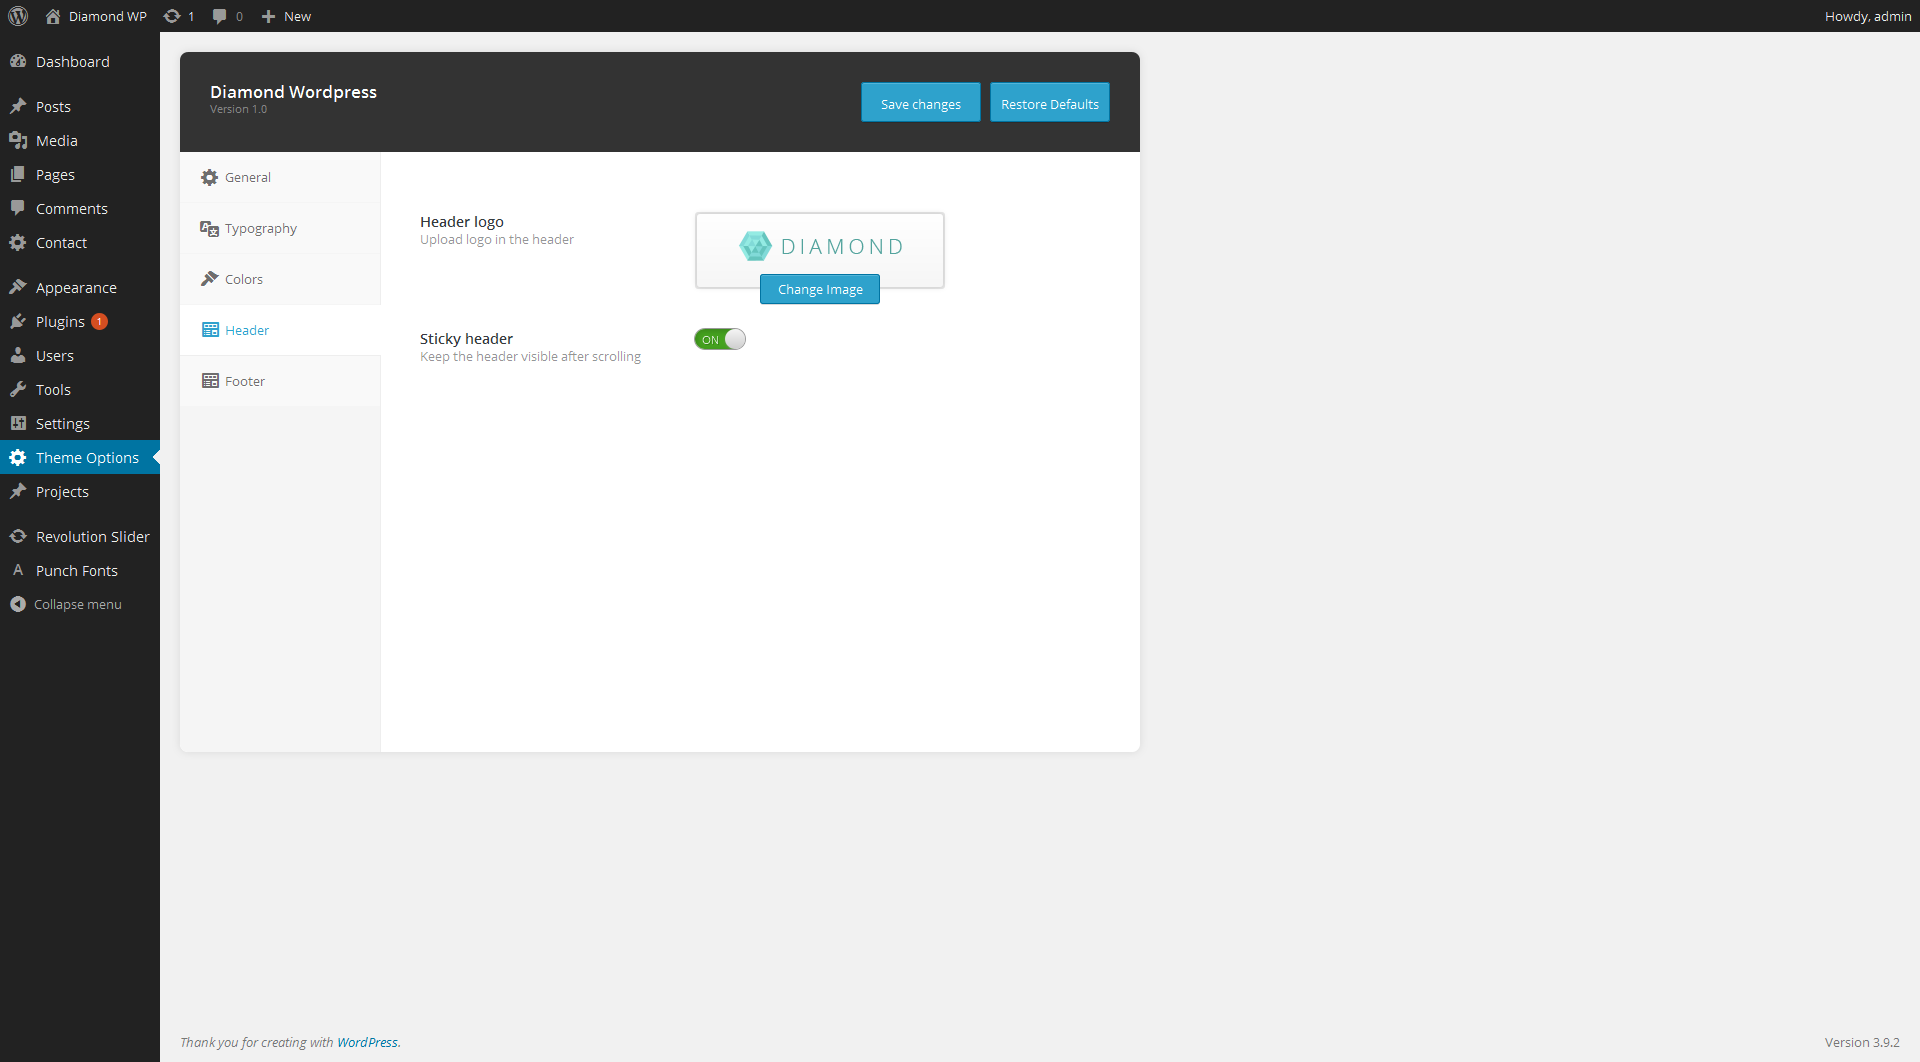 Diamond WP 1 0 New Howdy, admin
Dashboard
Posts
Media
Pages
Comments
Contact
Appearance
Plugins 1
Users
Tools
Settings
Theme Options
Projects
Revolution Slider
Punch Fonts
Collapse menu
Diamond Wordpress
Version 1.0
Save changes
Restore Defaults
General
Typography
Colors
Header
Footer
Header logo
Upload logo in the header
DIAMOND
Change Image
Sticky header
Keep the header visible after scrolling
ON
Thank you for creating with WordPress.
Version 3.9.2